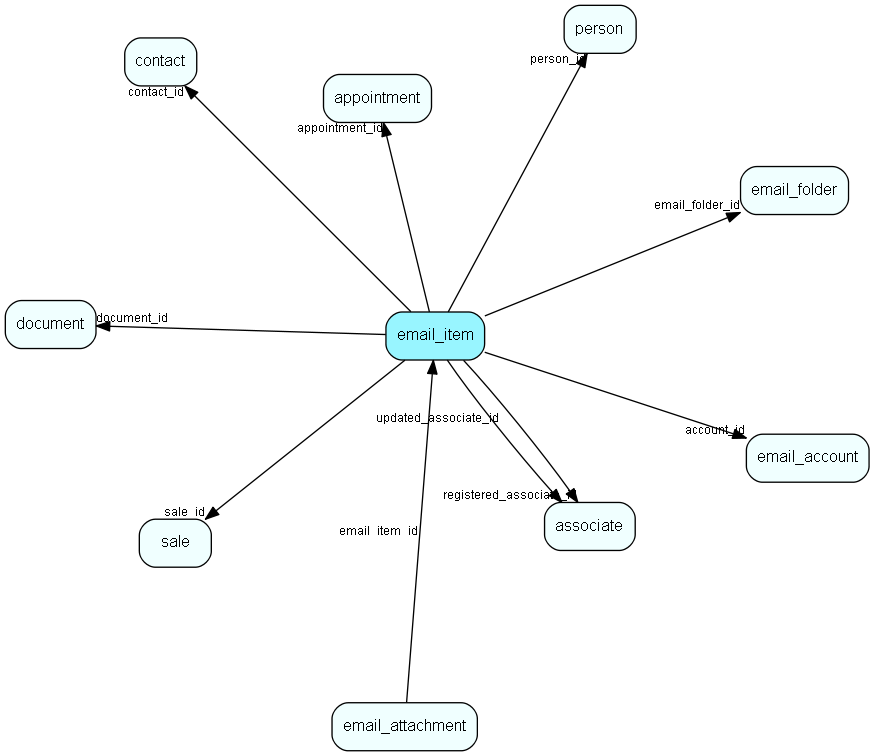 person
contact
person_id
contact_id
appointment
appointment_id
email_folder
email_folder_id
document
document_id
email_item
updated_associate_id
account_id
email_account
registered_associate_id
sale_id
associate
email_item_id
sale
email_attachment